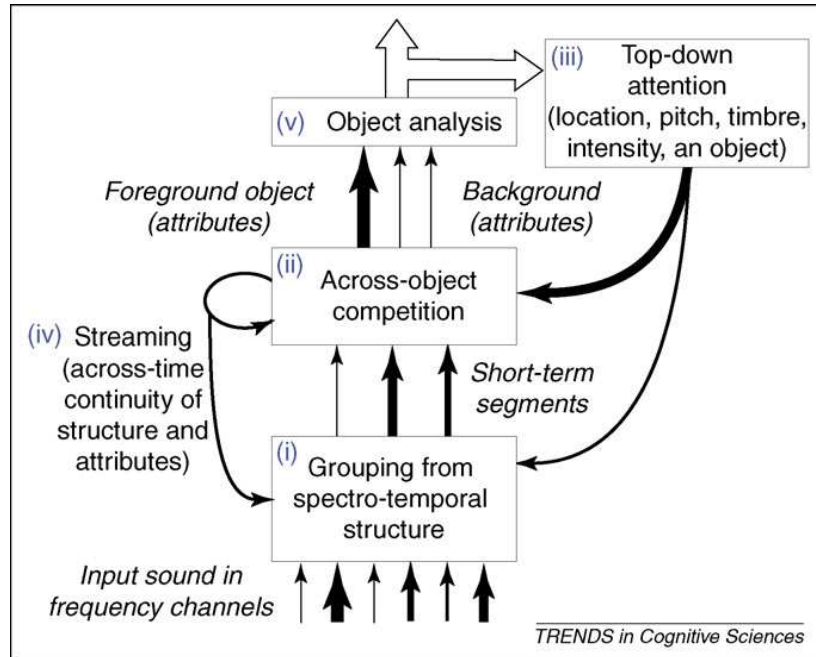 (iii) Top-down
attention
(location, pitch, timbre,
intensity, an object)
(v) Object analysis
Foreground object
(attributes)
Background
(attributes)
(ii)
Across-object
competition
(iv) Streaming
(across-time
continuity of
structure and
attributes)
Short-term
segments
(i)
Grouping from
spectro-temporal
structure
Input sound in
frequency channels
TRENDS in Cognitive Sciences